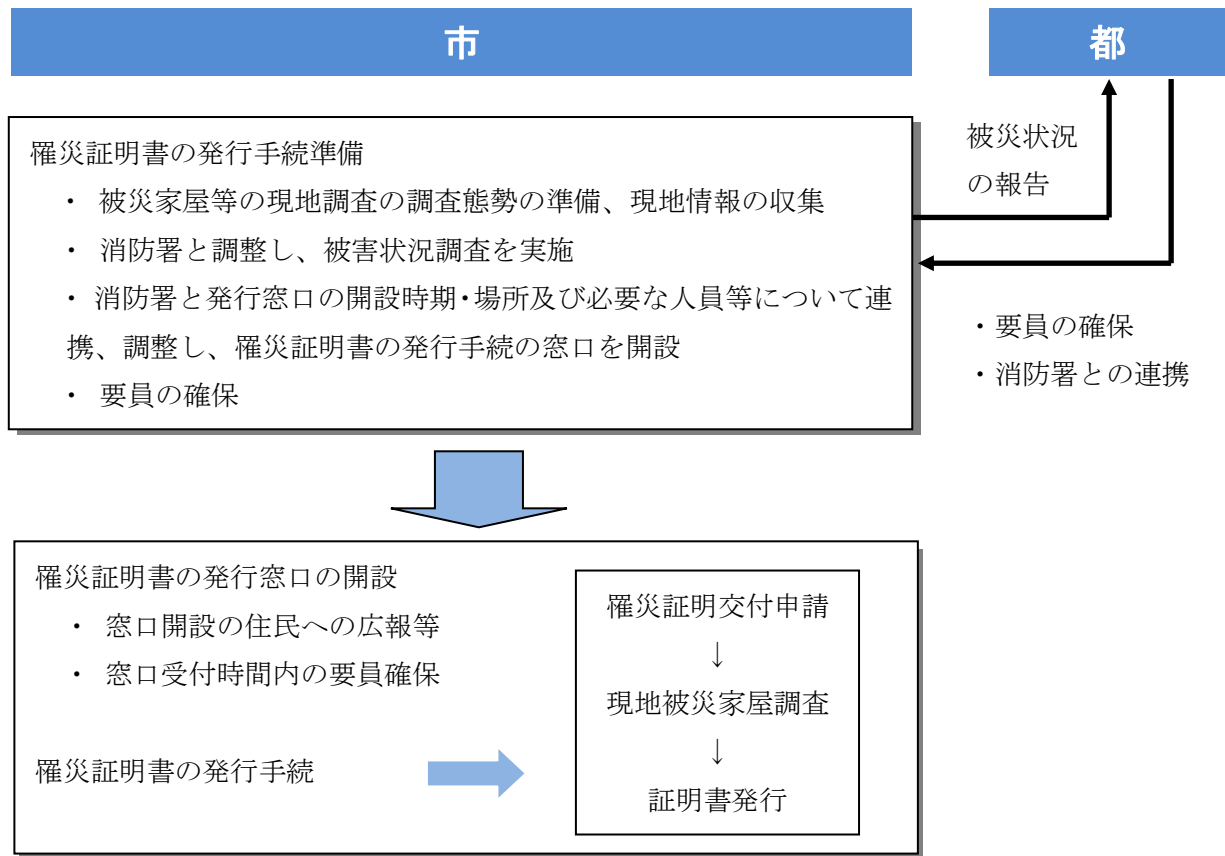 市
都
罹災証明書の発行手続準備
・ 被災家屋等の現地調査の調査態勢の準備、現地情報の収集
・ 消防署と調整し、被害状況調査を実施
・ 消防署と発行窓口の開設時期・場所及び必要な人員等について連
携、調整し、罹災証明書の発行手続の窓口を開設
・ 要員の確保
被災状況
の報告
・要員の確保
・消防署との連携
罹災証明書の発行窓口の開設
・ 窓口開設の住民への広報等
・ 窓口受付時間内の要員確保
罹災証明書の発行手続
罹災証明交付申請
↓
現地被災家屋調査
↓
証明書発行